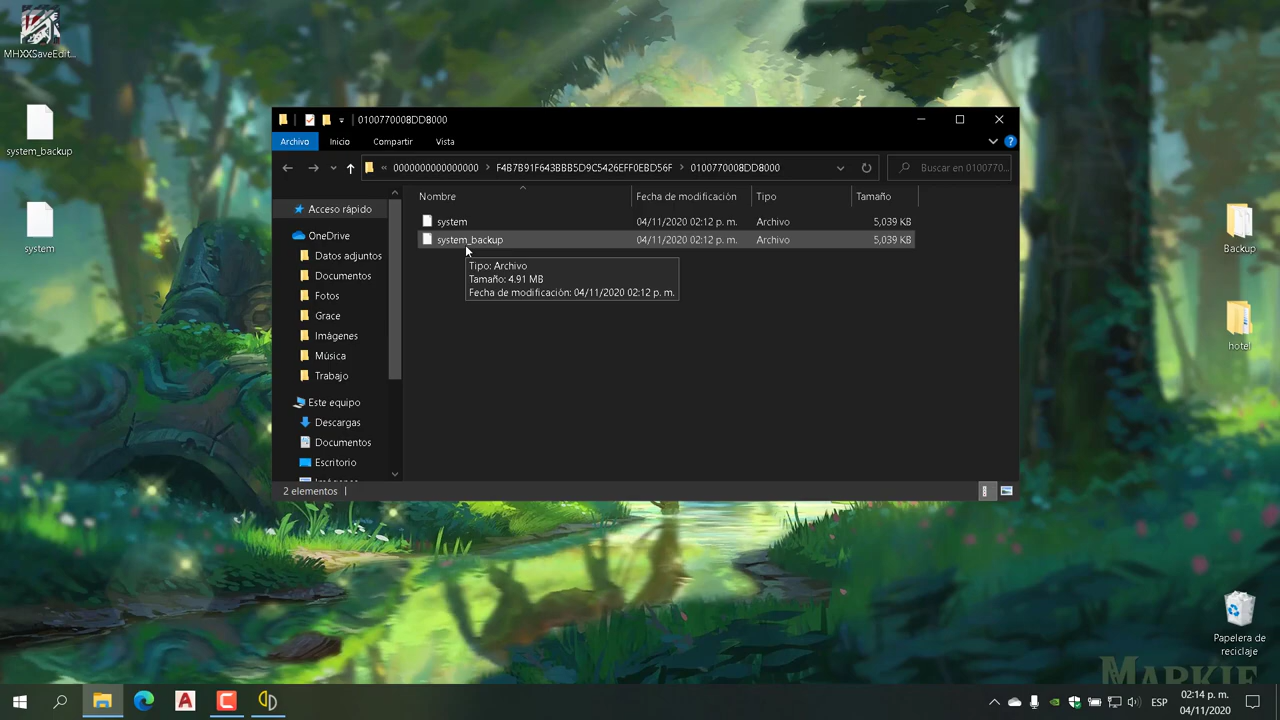 MHXXSaveEdit...
system_backup
system
0100770008DD8000
Archivo
Inicio
Compartir
Vista
« 0000000000000000 > F4B7B91F643BBB5D9C5426EFF0EBD56F > 0100770008DD8000
Buscar en 0100770...
Nombre
Fecha de modificación
Tipo
Tamaño
system
04/11/2020 02:12 p. m.
Archivo
5,039 KB
system_backup
04/11/2020 02:12 p. m.
Archivo
5,039 KB
Tipo: Archivo
Tamaño: 4.91 MB
Fecha de modificación: 04/11/2020 02:12 p. m.
Acceso rápido
OneDrive
Datos adjuntos
Documentos
Fotos
Grace
Imágenes
Música
Trabajo
Este equipo
Descargas
Documentos
Escritorio
Imágenes
2 elementos
Backup
hotel
Papelera de
reciclaje
ESP
02:14 p. m.
04/11/2020